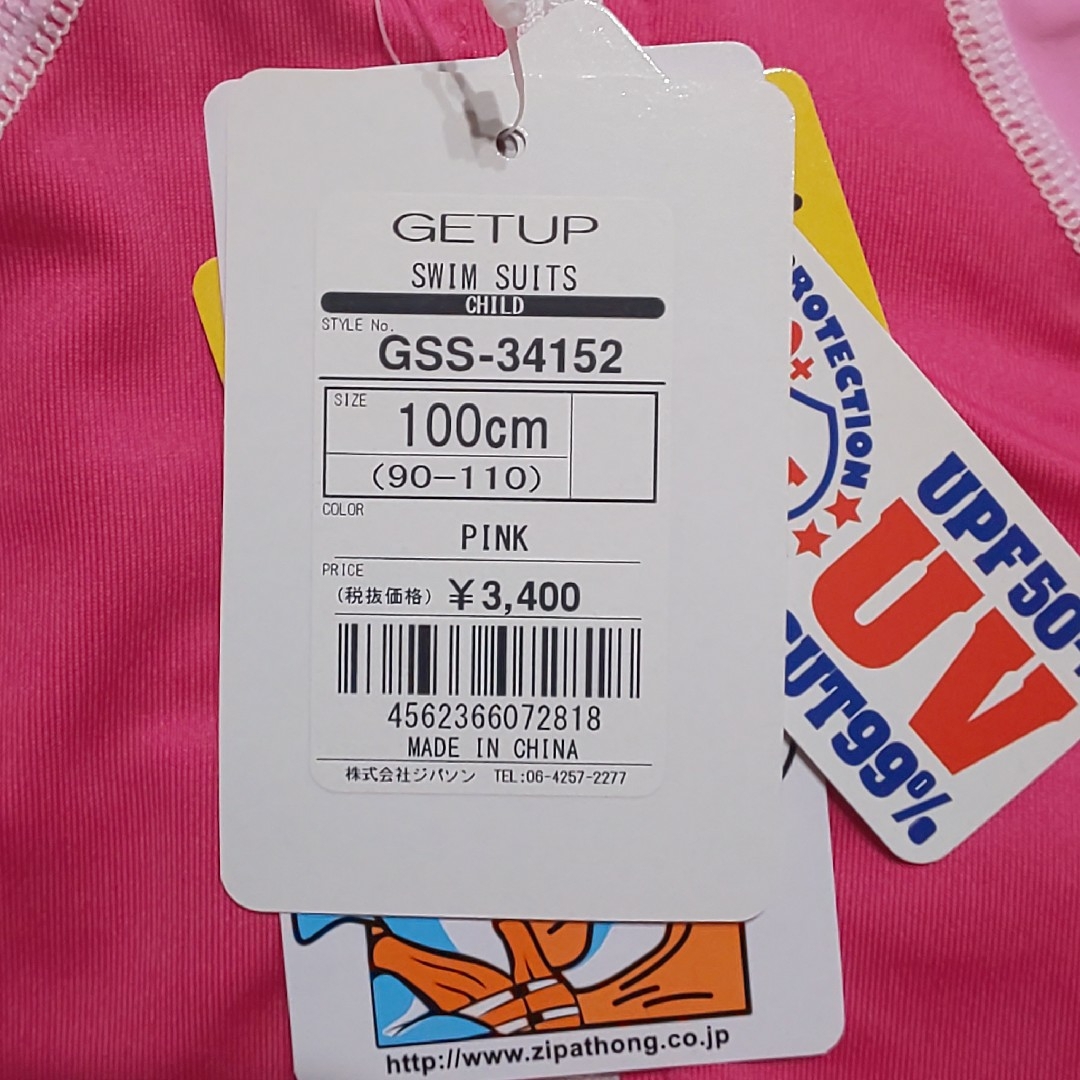 GETUP
SWIM SUITS
CHILD
STYLE No.
GSS-34152
SIZE
100cm
(90-110)
COLOR
PINK
PRICE
(税抜価格) ¥3,400
4562366072818
MADE IN CHINA
株式会社ジパソン TEL:06-4257-2277
UPF50+
UV
CUT99%
http://www.zipathong.co.jp